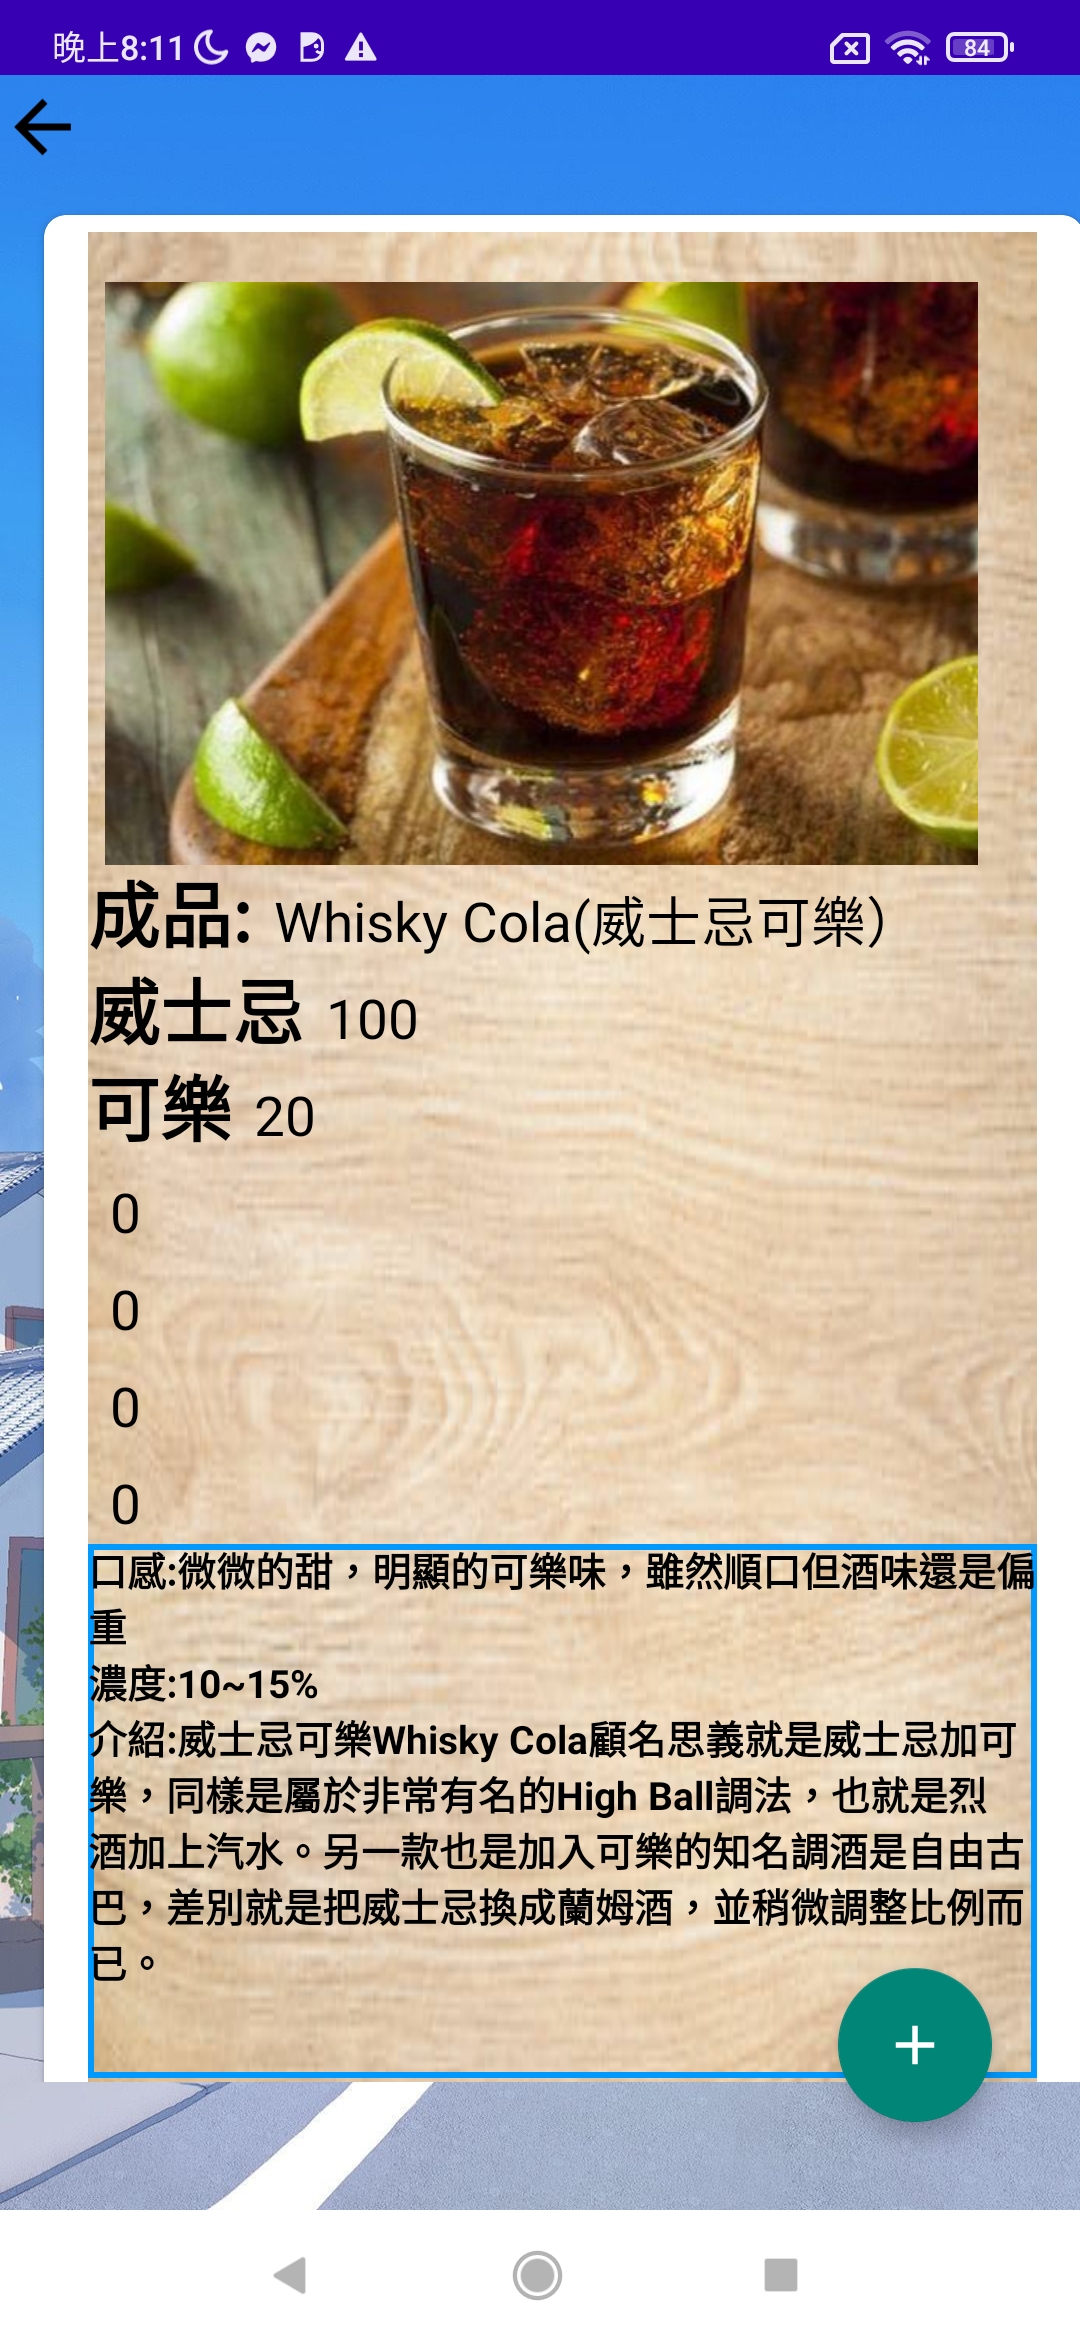 晚上8:11
84
成品: Whisky Cola(威士忌可樂）
威士忌 100
可樂 20
0
0
0
0
口感:微微的甜，明顯的可樂味，雖然順口但酒味還是偏
重
濃度:10~15%
介紹:威士忌可樂Whisky Cola顧名思義就是威士忌加可
樂，同樣是屬於非常有名的High Ball調法，也就是烈
酒加上汽水。另一款也是加入可樂的知名調酒是自由古
巴，差別就是把威士忌換成蘭姆酒，並稍微調整比例而
已。